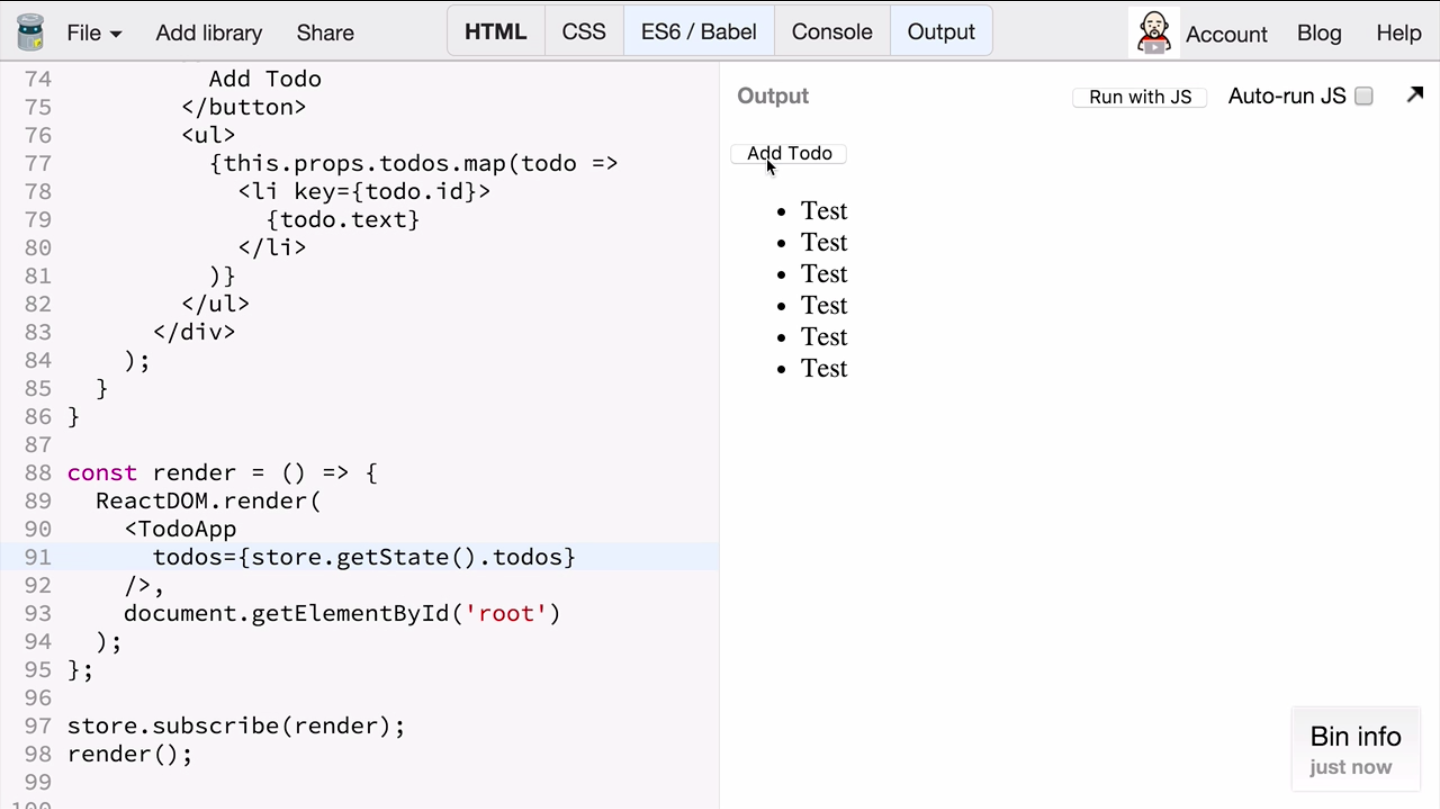 File Add library Share HTML CSS ES6 / Babel Console Output Account Blog Help
74 Add Todo
75 </button>
76 <ul>
77 {this.props.todos.map(todo =>
78 <li key={todo.id}>
79 {todo.text}
80 </li>
81 )}
82 </ul>
83 </div>
84 );
85 }
86 }
87
88 const render = () => {
89 ReactDOM.render(
90 <TodoApp
91 todos={store.getState().todos}
92 />,
93 document.getElementById('root')
94 );
95 };
96
97 store.subscribe(render);
98 render();
99
100
Output Run with JS Auto-run JS
Add Todo
• Test
• Test
• Test
• Test
• Test
• Test
Bin info
just now